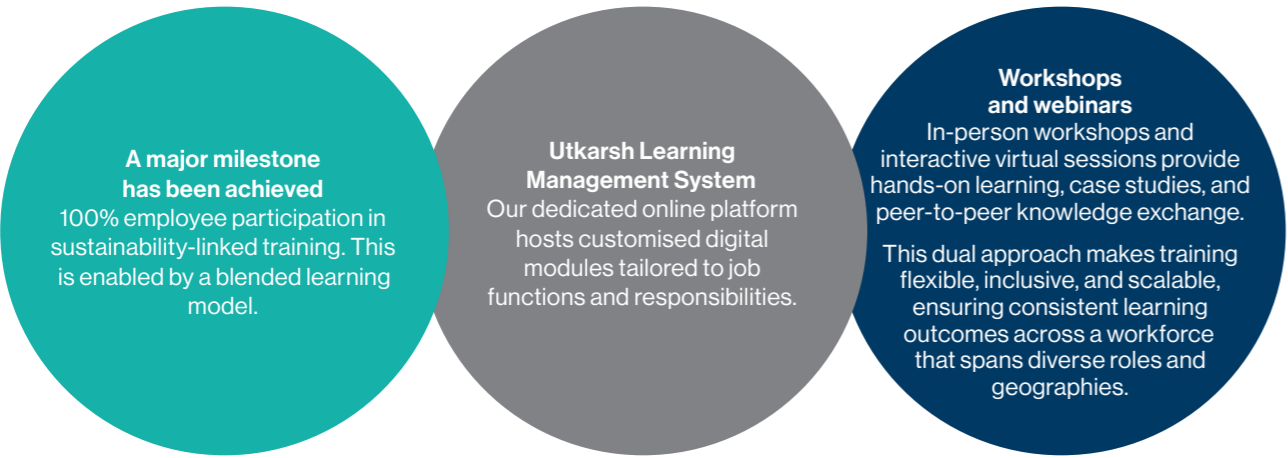 A major milestone
has been achieved
100% employee participation in
sustainability-linked training. This
is enabled by a blended learning
model.
Utkarsh Learning
Management System
Our dedicated online platform
hosts customised digital
modules tailored to job
functions and responsibilities.
Workshops
and webinars
In-person workshops and
interactive virtual sessions provide
hands-on learning, case studies, and
peer-to-peer knowledge exchange.
This dual approach makes training
flexible, inclusive, and scalable,
ensuring consistent learning
outcomes across a workforce
that spans diverse roles and
geographies.